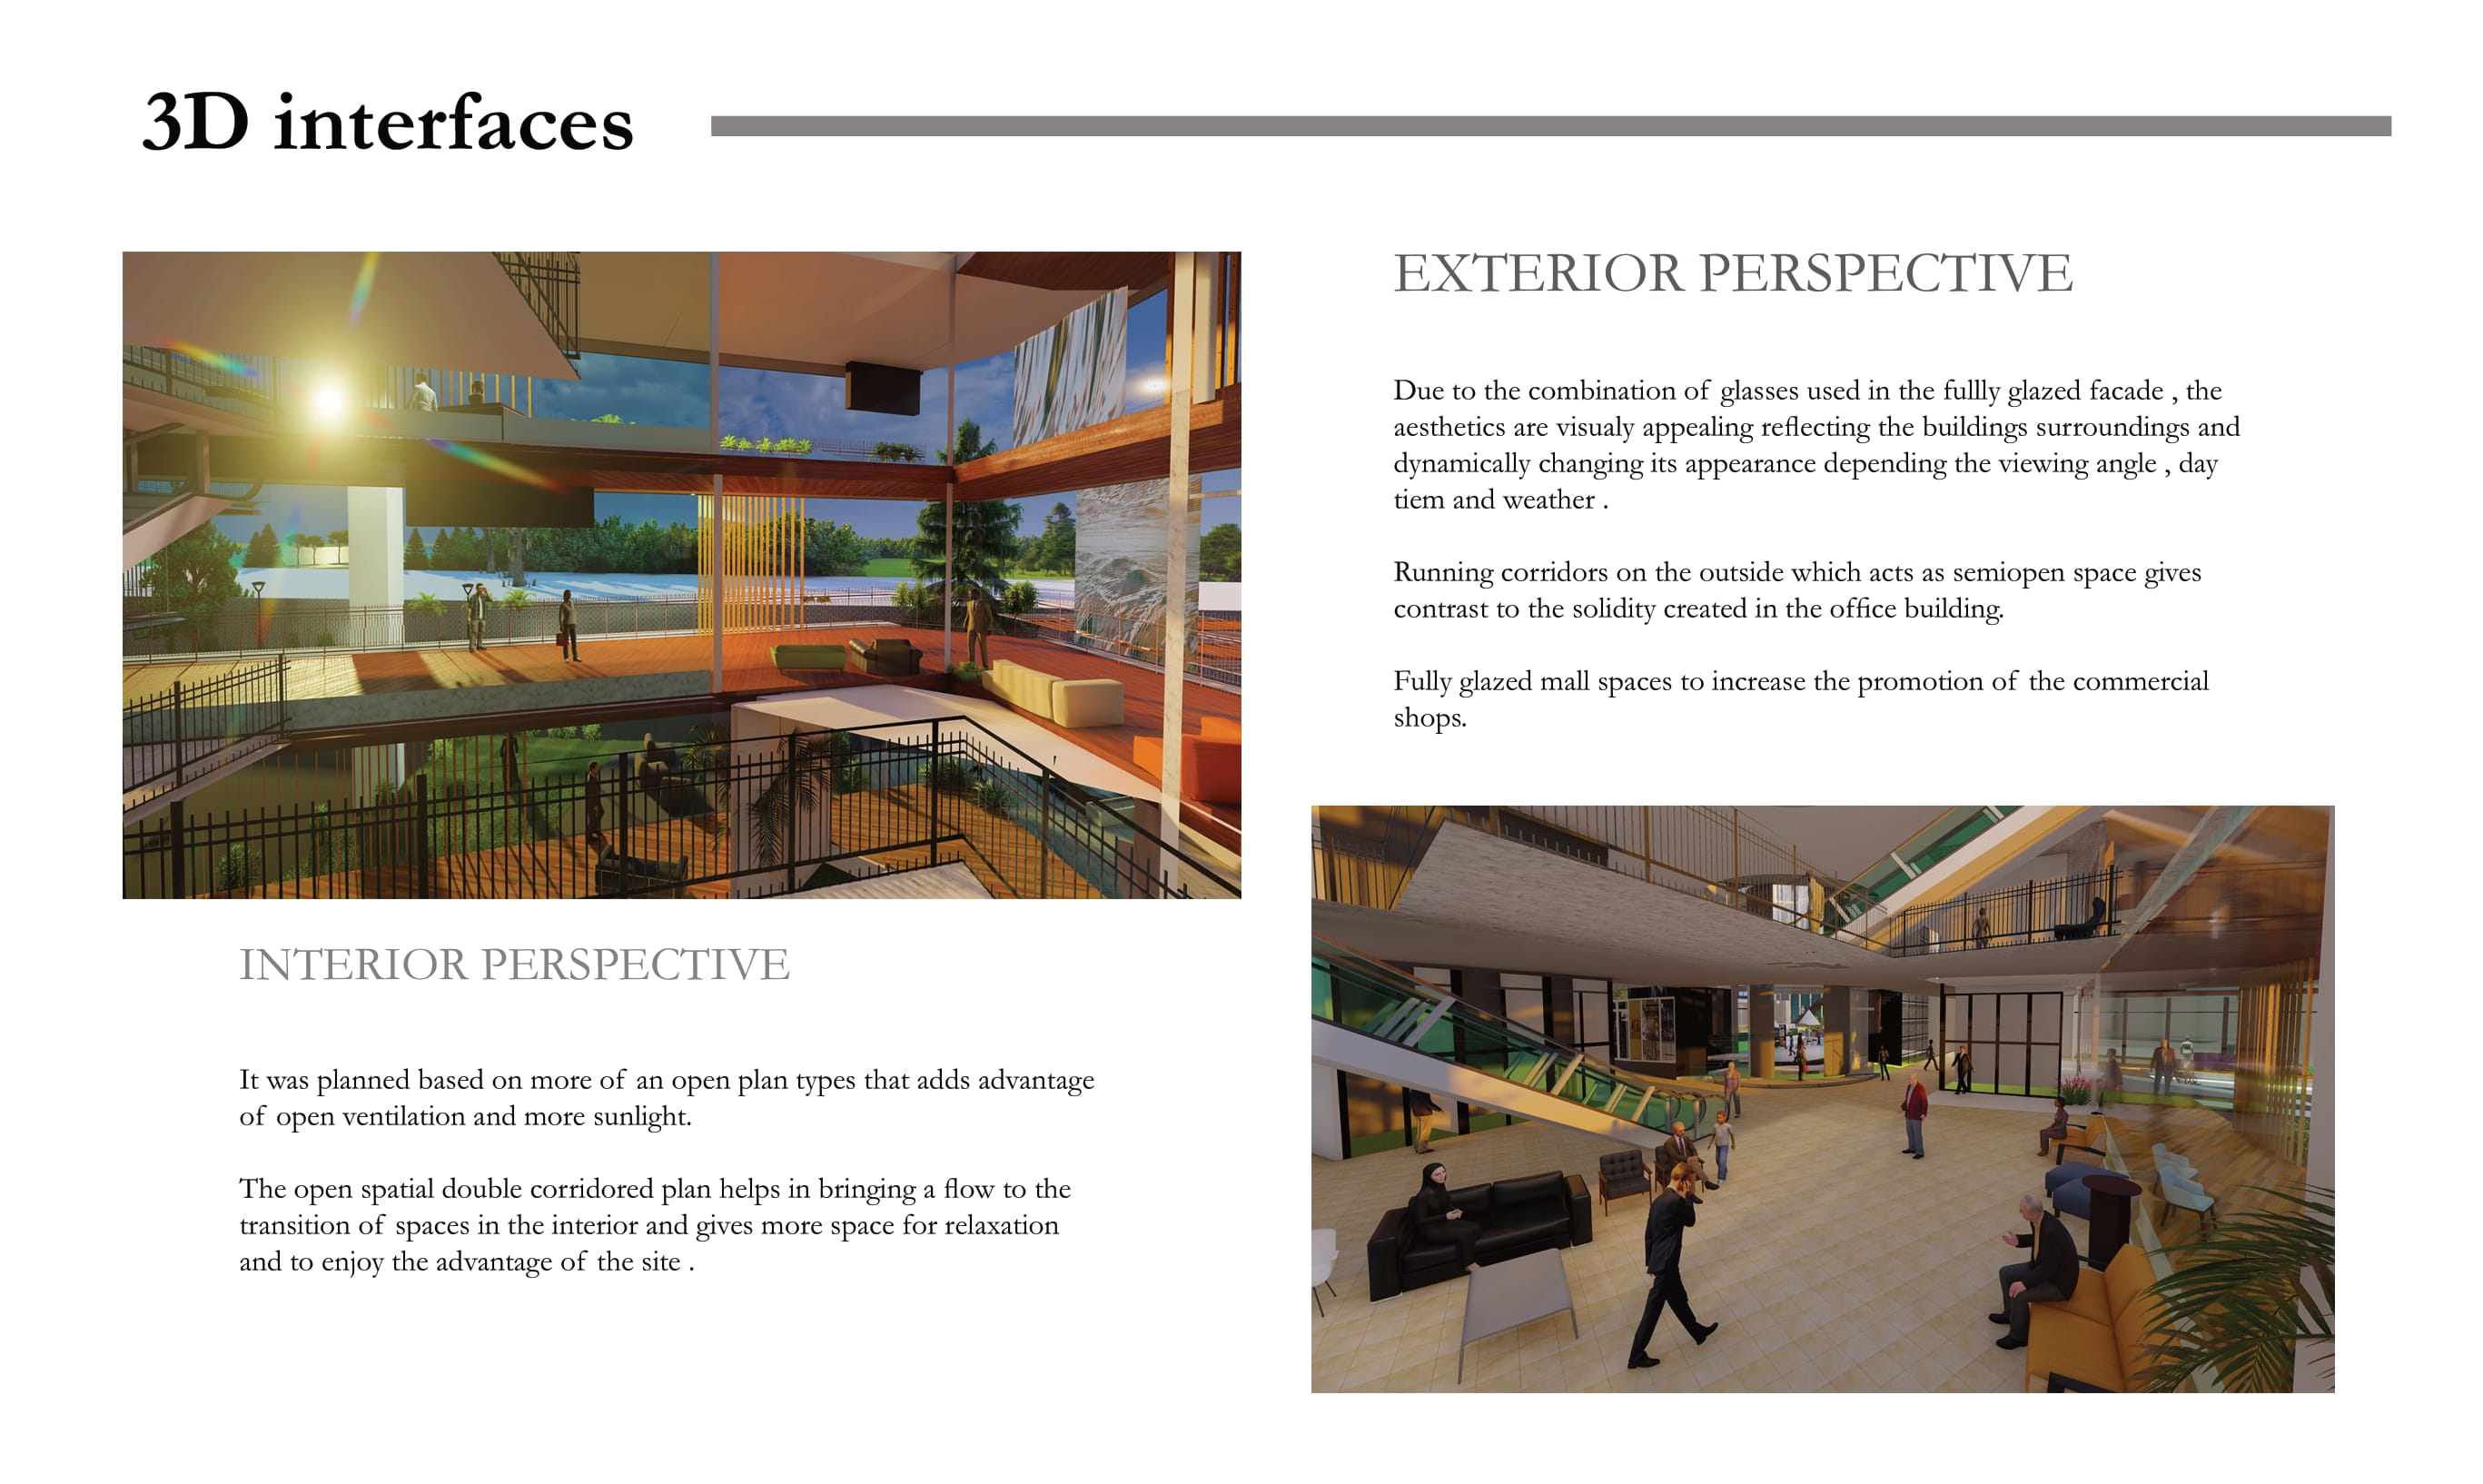 3D interfaces
EXTERIOR PERSPECTIVE
Due to the combination of glasses used in the fullly glazed facade , the
aesthetics are visualy appealing reflecting the buildings surroundings and
dynamically changing its appearance depending the viewing angle , day
tiem and weather .
Running corridors on the outside which acts as semiopen space gives
contrast to the solidity created in the office building.
Fully glazed mall spaces to increase the promotion of the commercial
shops.
INTERIOR PERSPECTIVE
It was planned based on more of an open plan types that adds advantage
of open ventilation and more sunlight.
The open spatial double corridored plan helps in bringing a flow to the
transition of spaces in the interior and gives more space for relaxation
and to enjoy the advantage of the site .